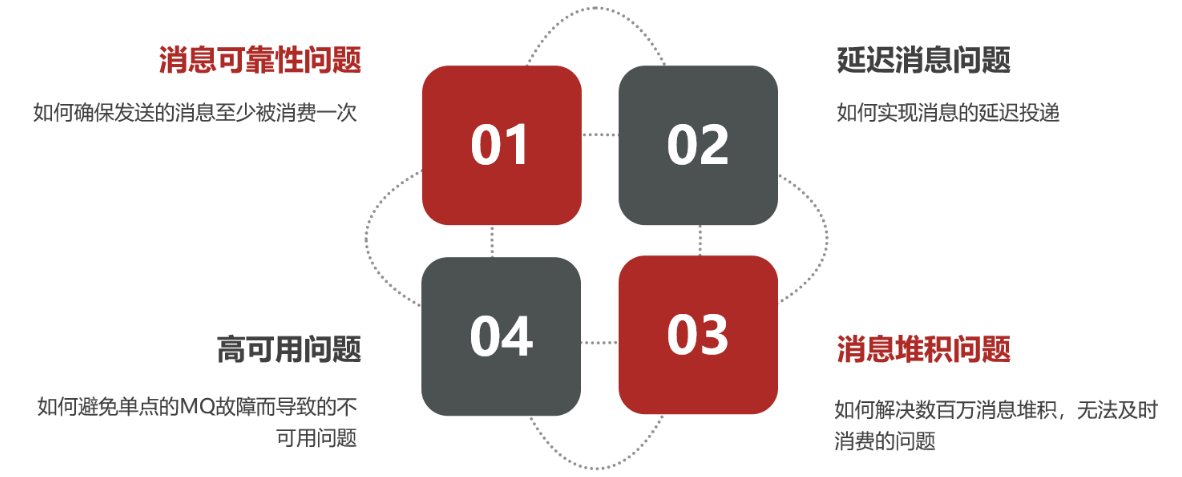 消息可靠性问题
如何确保发送的消息至少被消费一次
01
02
延迟消息问题
如何实现消息的延迟投递
高可用问题
如何避免单点的MQ故障而导致的不
可用问题
04
03
消息堆积问题
如何解决数百万消息堆积，无法及时
消费的问题